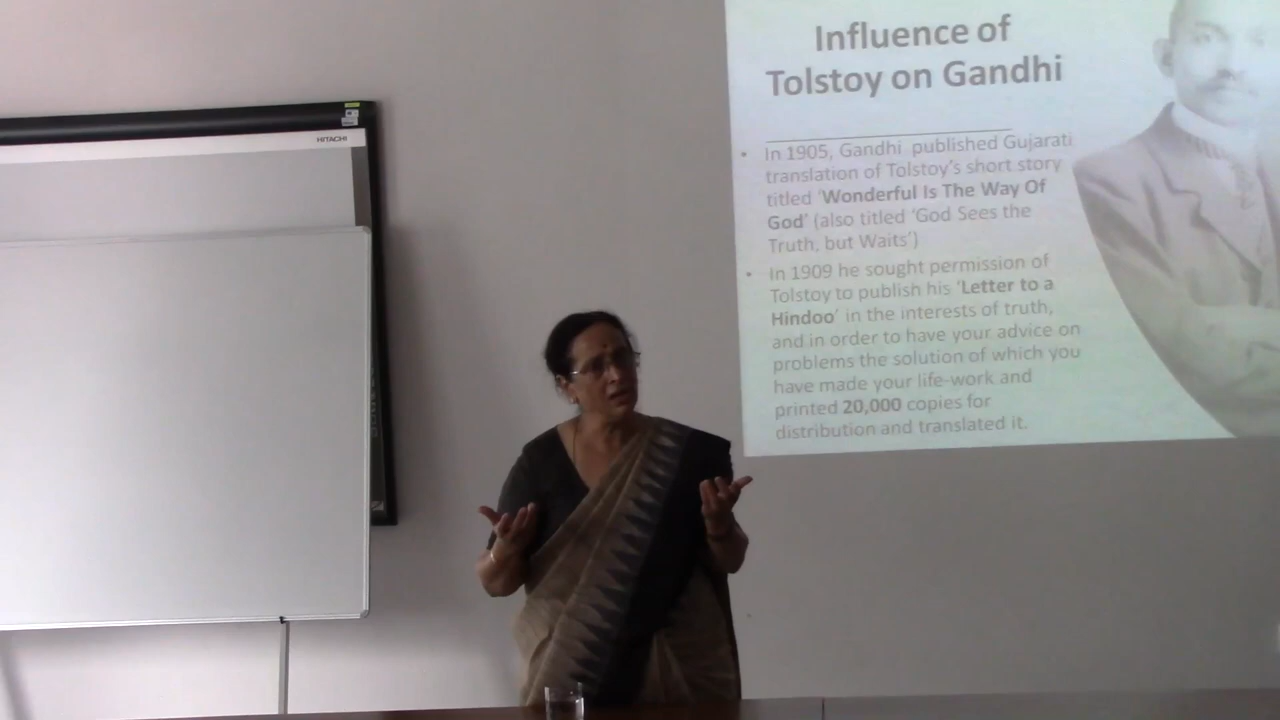 HITACHI
Influence of
Tolstoy on Gandhi
• In 1905, Gandhi published Gujarati
translation of Tolstoy's short story
titled 'Wonderful Is The Way Of
God' (also titled 'God Sees the
Truth, but Waits')
• In 1909 he sought permission of
Tolstoy to publish his 'Letter to a
Hindoo' in the interests of truth,
and in order to have your advice on
problems the solution of which you
have made your life-work and
printed 20,000 copies for
distribution and translated it.